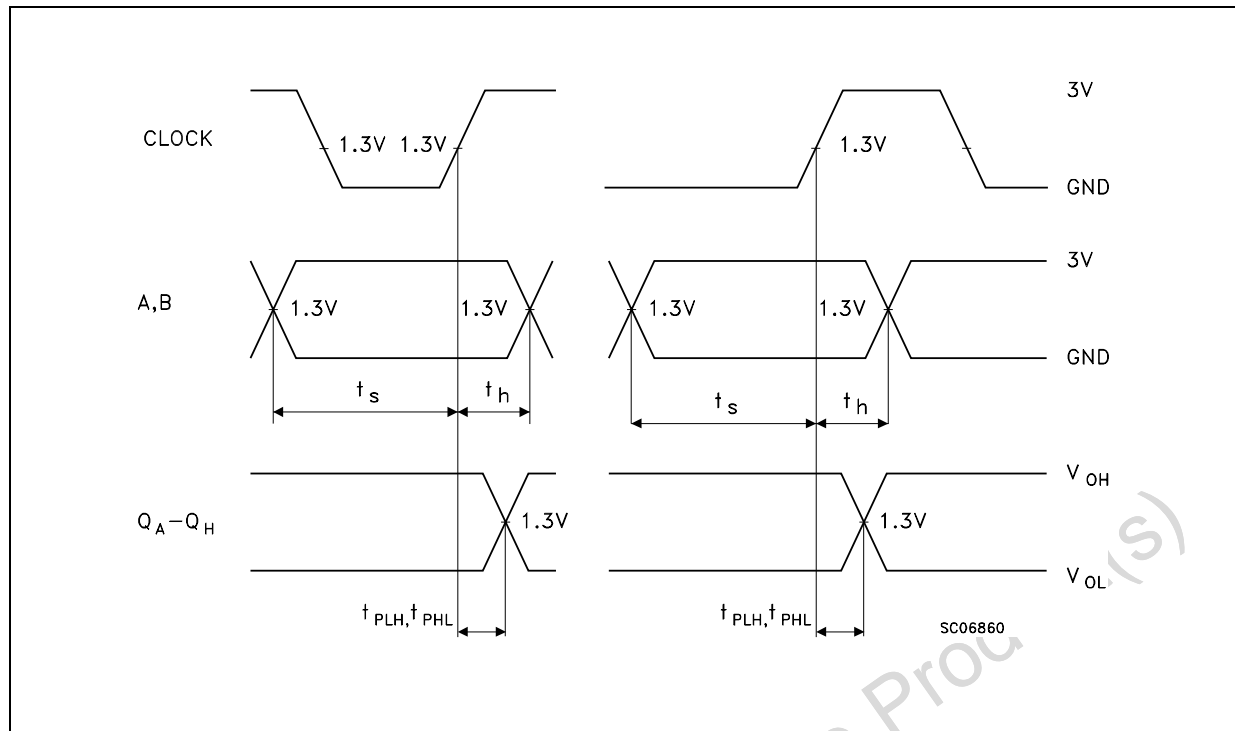 3V
CLOCK
1.3V 1.3V
1.3V
GND
3V
A,B
1.3V
1.3V
1.3V
1.3V
GND
ts
th
ts
th
VOH
QA–QH
1.3V
1.3V
VOL
tPLH,tPHL
tPLH,tPHL
SC06860
Prod
(s)